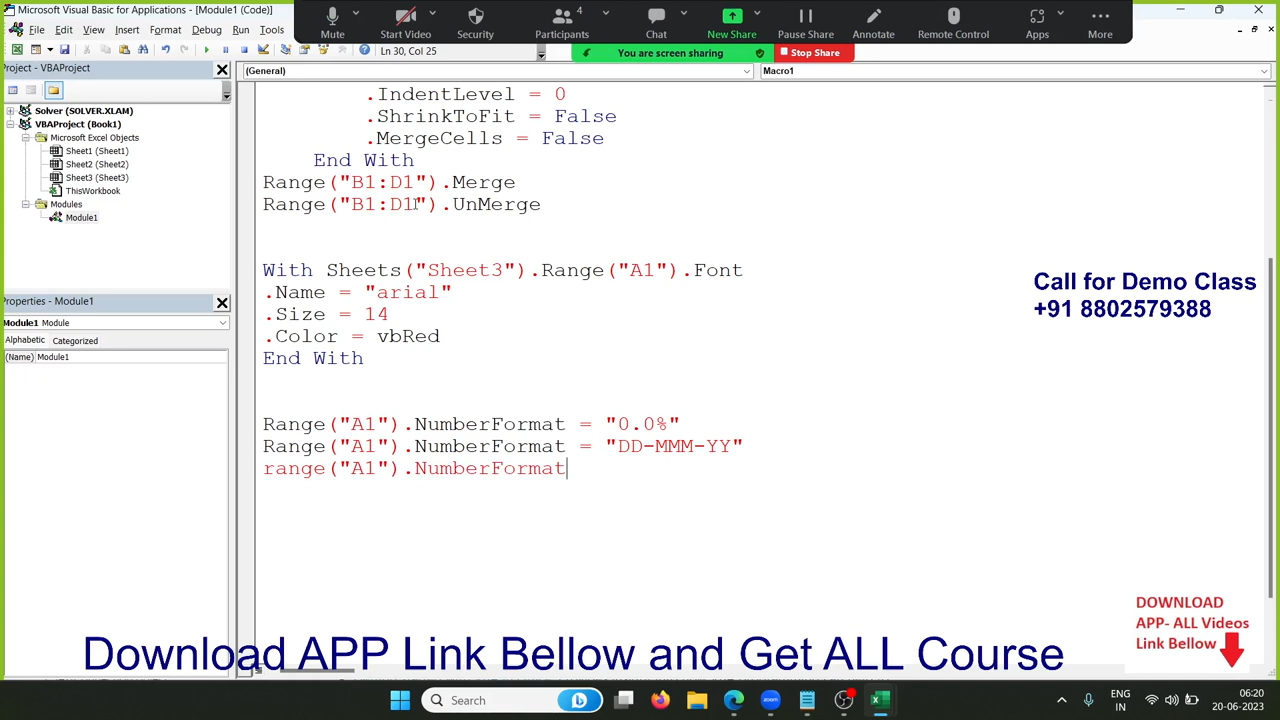 Microsoft Visual Basic for Applications - [Module1 (Code)]
Mute
Start Video
Security
4
Participants
Chat
New Share
Pause Share
Annotate
Remote Control
Apps
More
File Edit View Insert Format Debug Run Tools
You are screen sharing
Stop Share
Ln 30, Col 25
Project - VBAProject
(General)
Macro1
Solver (SOLVER.XLAM)
VBAProject (Book1)
Microsoft Excel Objects
Sheet1 (Sheet1)
Sheet2 (Sheet2)
Sheet3 (Sheet3)
ThisWorkbook
Modules
Module1
Properties - Module1
Module1 Module
Alphabetic Categorized
(Name) Module1
.IndentLevel = 0
.ShrinkToFit = False
.MergeCells = False
End With
Range("B1:D1").Merge
Range("B1:D1").UnMerge
With Sheets("Sheet3").Range("A1").Font
.Name = "arial"
.Size = 14
.Color = vbRed
End With
Range("A1").NumberFormat = "0.0%"
Range("A1").NumberFormat = "DD-MMM-YY"
range("A1").NumberFormat
Call for Demo Class
+91 8802579388
DOWNLOAD
APP- ALL Videos
Link Bellow
Download APP Link Bellow and Get ALL Course
Search
zoom
ENG
IN
06:20
20-06-2023